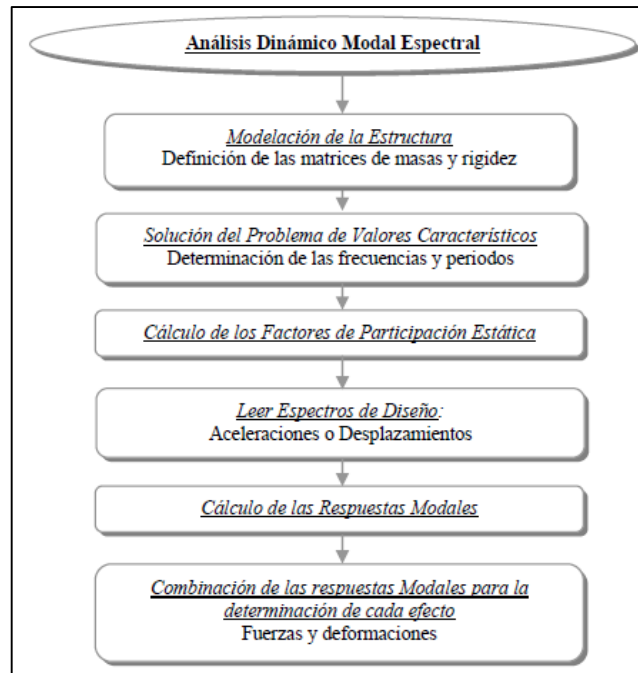 Análisis Dinámico Modal Espectral
Modelación de la Estructura
Definición de las matrices de masas y rigidez
Solución del Problema de Valores Característicos
Determinación de las frecuencias y periodos
Cálculo de los Factores de Participación Estática
Leer Espectros de Diseño:
Aceleraciones o Desplazamientos
Cálculo de las Respuestas Modales
Combinación de las respuestas Modales para la
determinación de cada efecto
Fuerzas y deformaciones